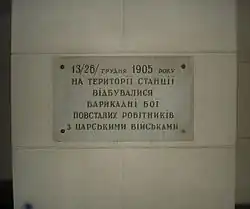 13/26/ ГРУДНЯ 1905 РОКУ
НА ТЕРИТОРІЇ СТАНЦІЇ
ВІДБУВАЛИСЯ
БАРИКАДНІ БОЇ
ПОВСТАЛИХ РОБІТНИКІВ
З ЦАРСЬКИМИ ВІЙСЬКАМИ